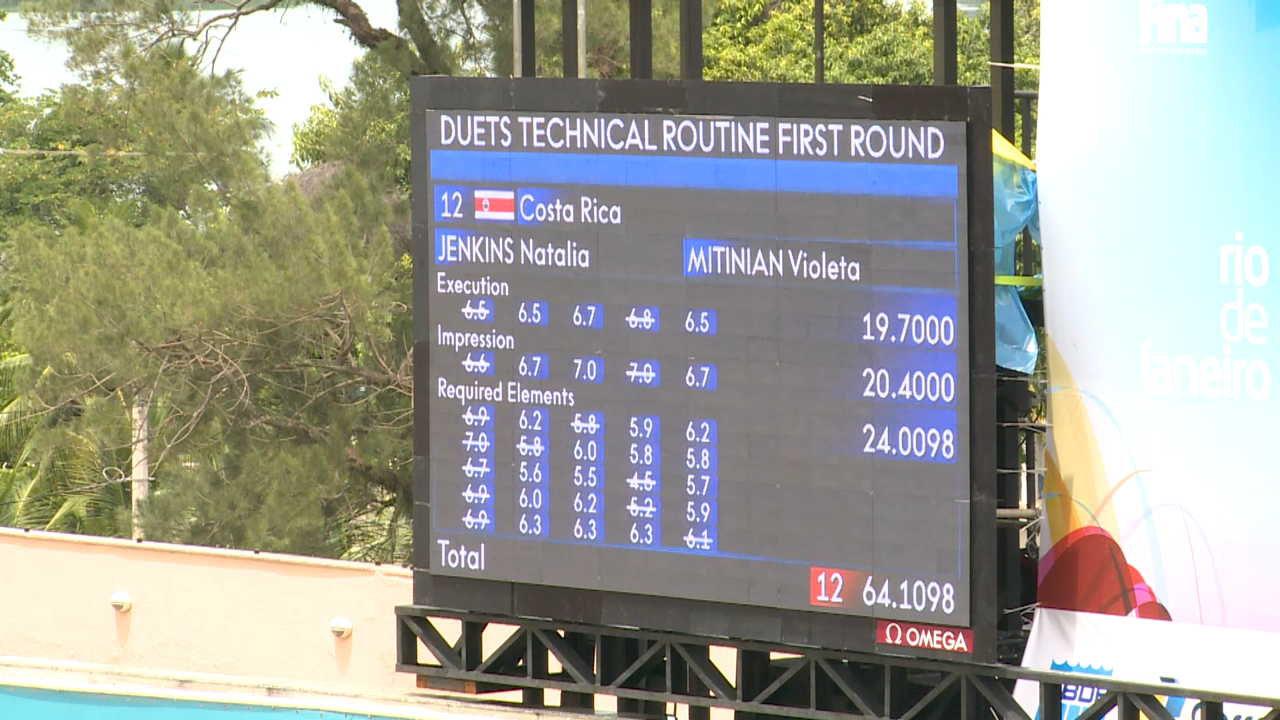 fina
DUETS TECHNICAL ROUTINE FIRST ROUND
12 Costa Rica
JENKINS Natalia MITINIAN Violeta
Execution
6.5 6.5 6.7 6.8 6.5 19.7000
Impression
6.6 6.7 7.0 7.0 6.7 20.4000
Required Elements
6.9 6.2 5.8 5.9 6.2 24.0098
7.0 5.8 6.0 5.8 5.8
6.7 5.6 5.5 4.5 5.7
6.9 6.0 6.2 5.2 5.9
6.9 6.3 6.3 6.3 6.1
Total
12 64.1098
Ω OMEGA
rio
de
janeiro